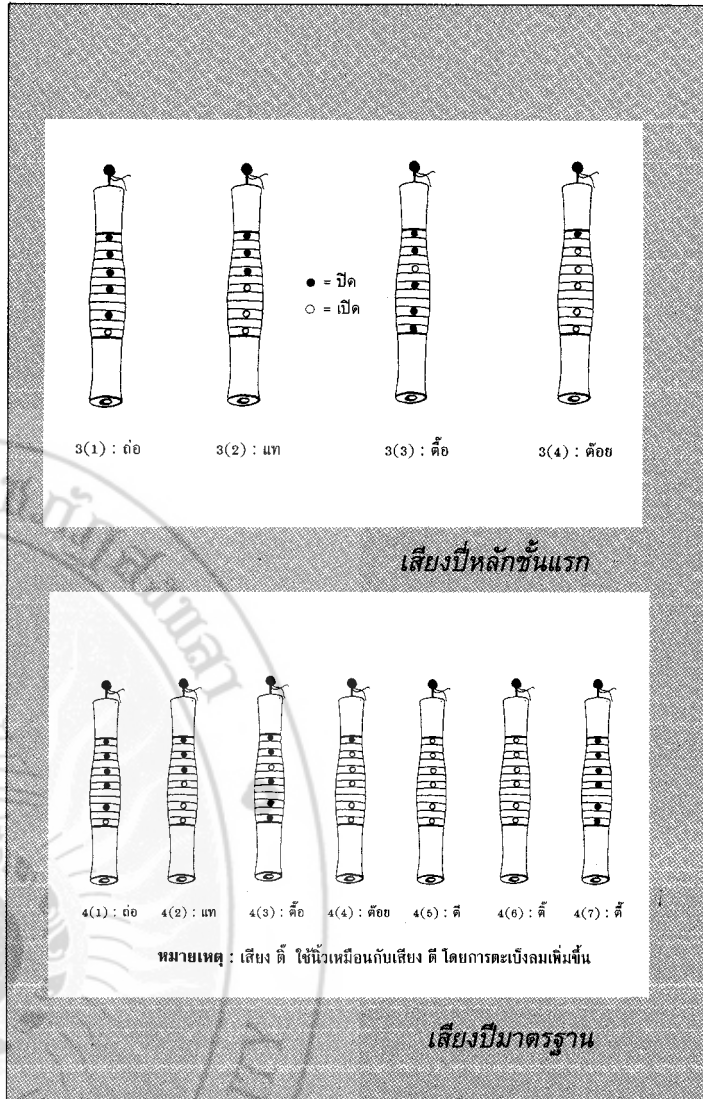 ● = ปิด
○ = เปิด
3(1) : ถ่อ
3(2) : แท
3(3) : ตื๊อ
3(4) : ต้อย
เสียงปี่หลักชั้นแรก
4(1) : ถ่อ
4(2) : แท
4(3) : ตื๊อ
4(4) : ต้อย
4(5) : ตี
4(6) : ตี๊
4(7) : ตี๊
หมายเหตุ : เสียง ตี๊ ใช้นิ้วเหมือนกับเสียง ตี โดยการตะเบ็งลมเพิ่มขึ้น
เสียงปี่มาตรฐาน